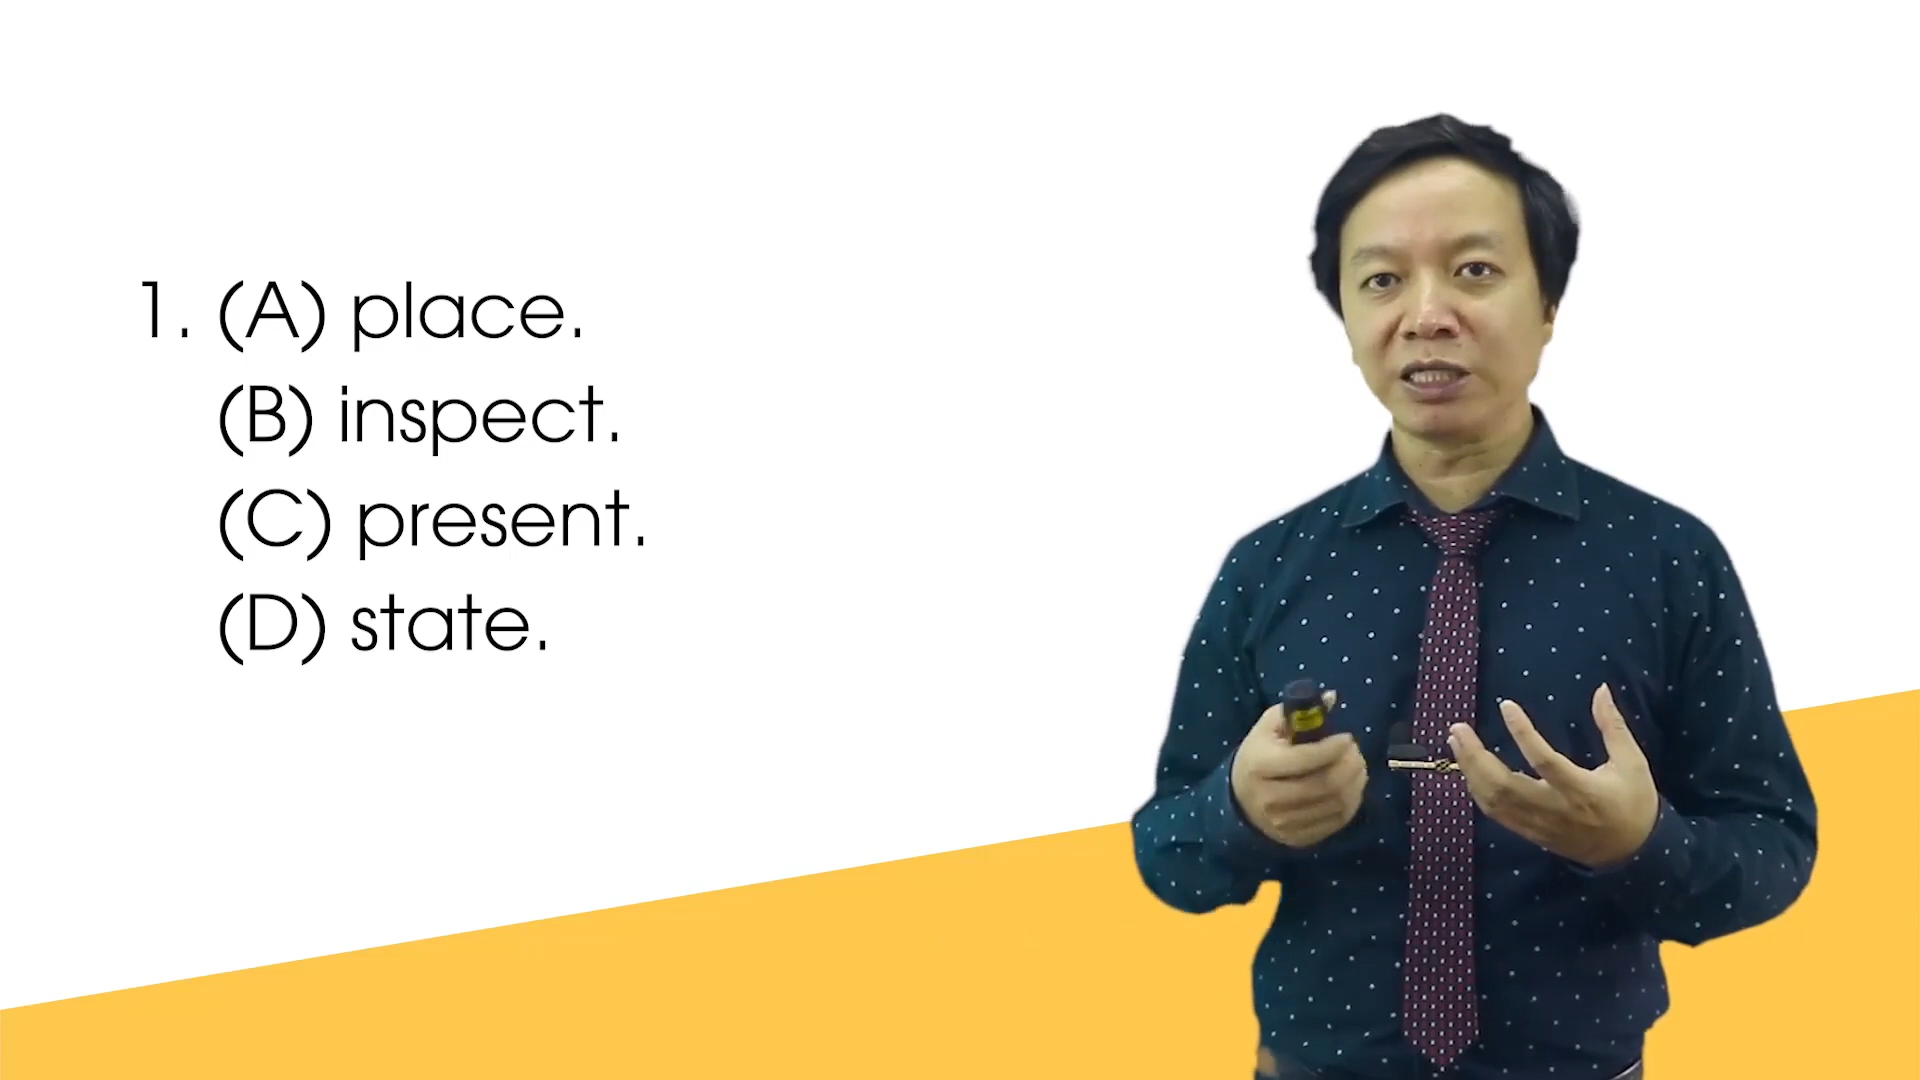 1. (A) place.
(B) inspect.
(C) present.
(D) state.